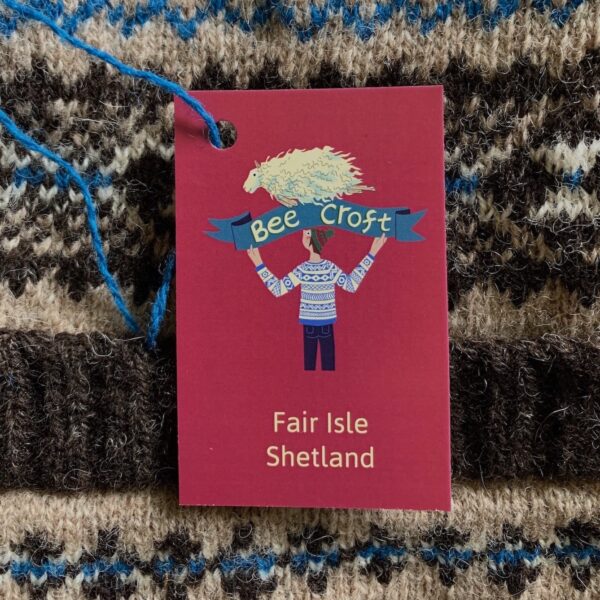 Bee Croft
Fair Isle
Shetland